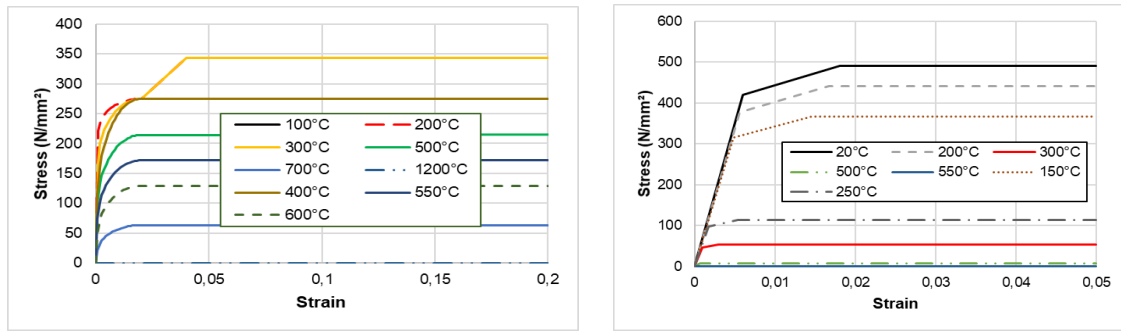 400
350
300
250
200
150
100
50
0
Stress (N/mm²)
100°C 200°C
300°C 500°C
700°C 1200°C
400°C 550°C
600°C
0 0,05 0,1 0,15 0,2
Strain
600
500
400
300
200
100
0
Stress (N/mm²)
20°C 200°C 300°C
500°C 550°C 150°C
250°C
0 0,01 0,02 0,03 0,04 0,05
Strain